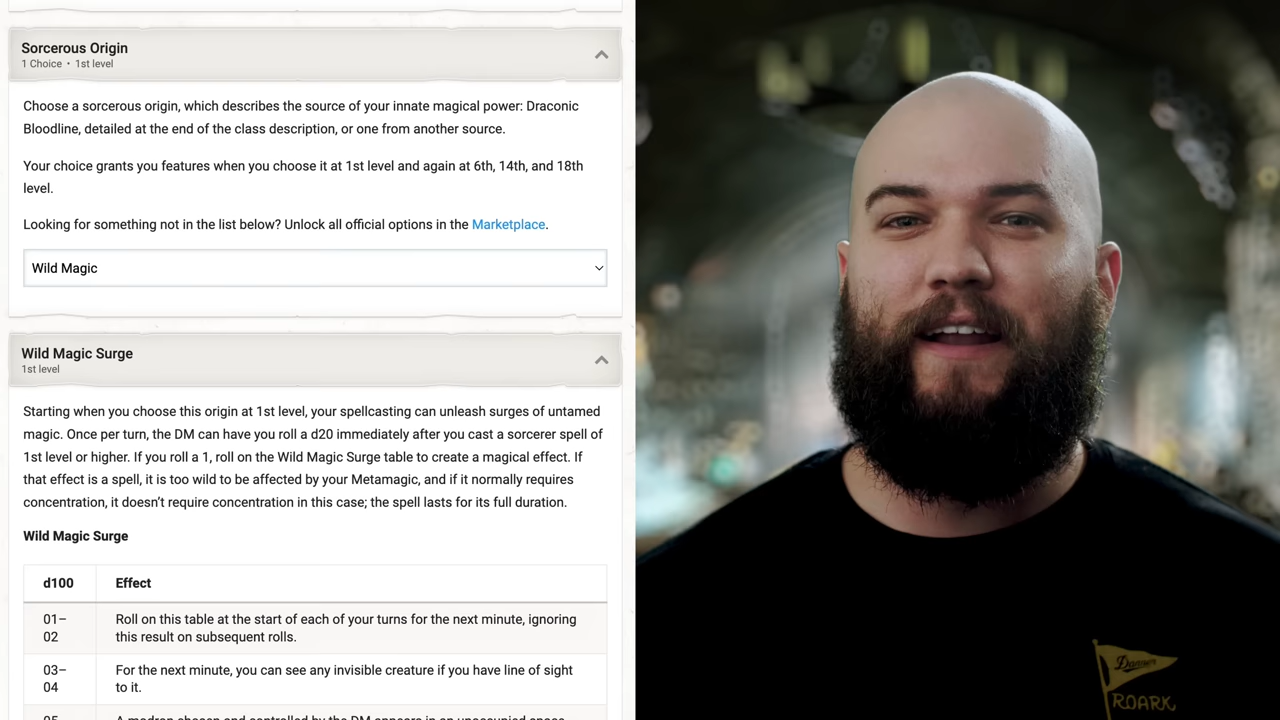 Sorcerous Origin
1 Choice • 1st level
Choose a sorcerous origin, which describes the source of your innate magical power: Draconic
Bloodline, detailed at the end of the class description, or one from another source.
Your choice grants you features when you choose it at 1st level and again at 6th, 14th, and 18th
level.
Looking for something not in the list below? Unlock all official options in the Marketplace.
Wild Magic
Wild Magic Surge
1st level
Starting when you choose this origin at 1st level, your spellcasting can unleash surges of untamed
magic. Once per turn, the DM can have you roll a d20 immediately after you cast a sorcerer spell of
1st level or higher. If you roll a 1, roll on the Wild Magic Surge table to create a magical effect. If
that effect is a spell, it is too wild to be affected by your Metamagic, and if it normally requires
concentration, it doesn’t require concentration in this case; the spell lasts for its full duration.
Wild Magic Surge
d100 Effect
01–
02
Roll on this table at the start of each of your turns for the next minute, ignoring
this result on subsequent rolls.
03–
04
For the next minute, you can see any invisible creature if you have line of sight
to it.
Danner
ROARK